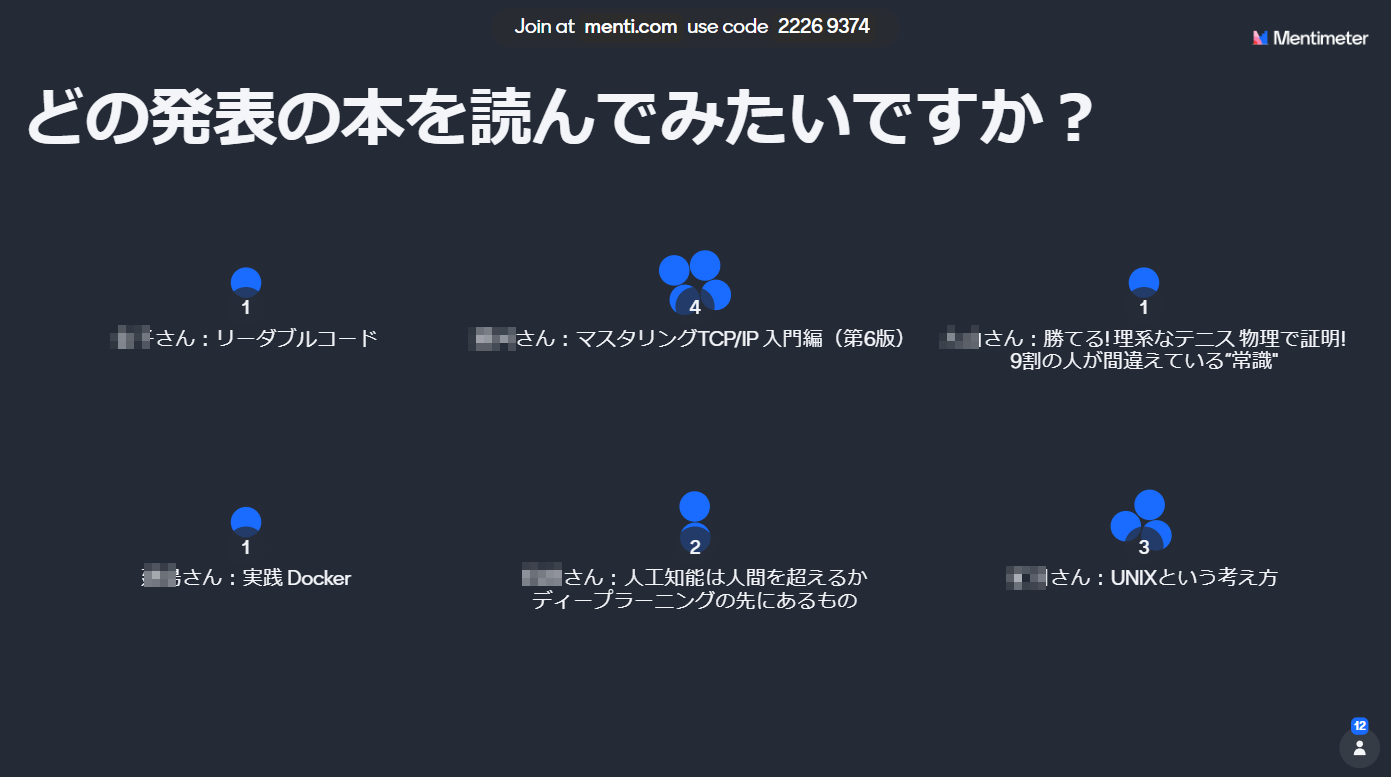 Join at menti.com use code 2226 9374
Mentimeter
どの発表の本を読んでみたいですか？
1
さん：リーダブルコード
4
さん：マスタリングTCP/IP 入門編（第6版）
1
さん：勝てる! 理系なテニス 物理で証明!
9割の人が間違えている”常識"
1
さん：実践 Docker
2
さん：人工知能は人間を超えるか
ディープラーニングの先にあるもの
3
さん：UNIXという考え方
12